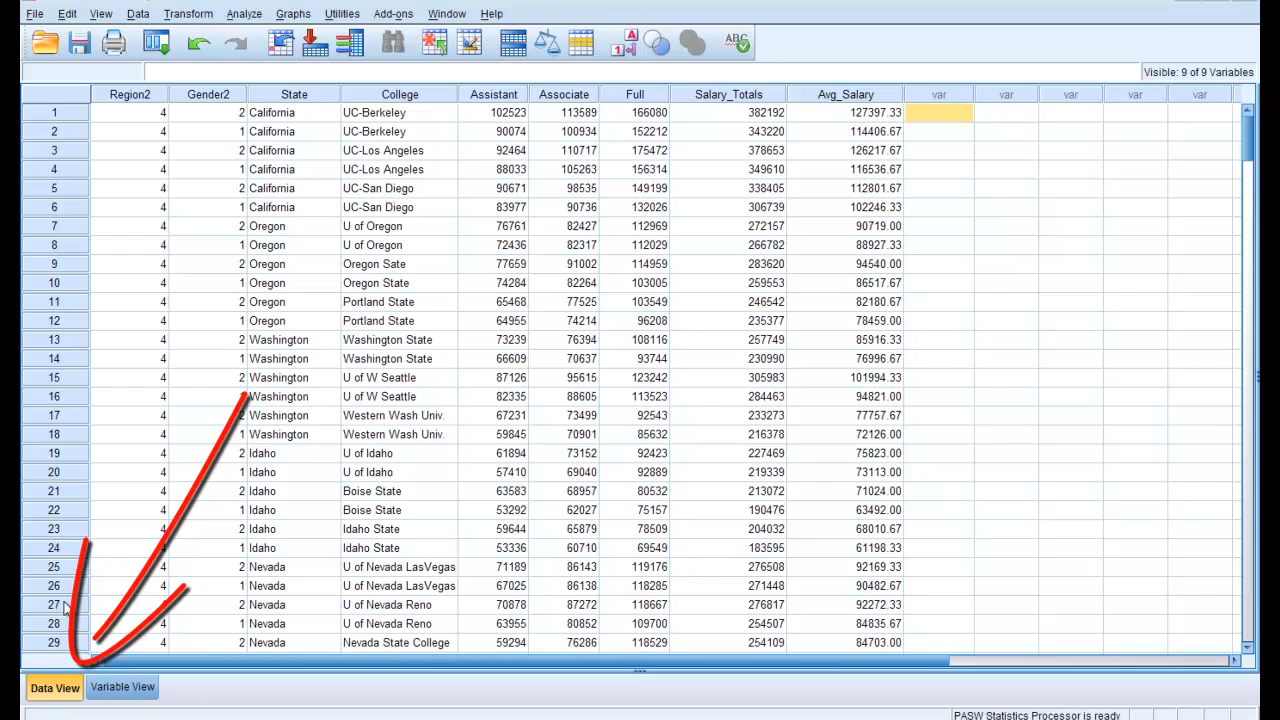 File Edit View Data Transform Analyze Graphs Utilities Add-ons Window Help
Visible: 9 of 9 Variables
Region2 Gender2 State College Assistant Associate Full Salary_Totals Avg_Salary var var var var var
1 4 2 California UC-Berkeley 102523 113589 166080 382192 127397.33
2 4 1 California UC-Berkeley 90074 100934 152212 343220 114406.67
3 4 2 California UC-Los Angeles 92464 110717 175472 378653 126217.67
4 4 1 California UC-Los Angeles 88033 105263 156314 349610 116536.67
5 4 2 California UC-San Diego 90671 98535 149199 338405 112801.67
6 4 1 California UC-San Diego 83977 90736 132026 306739 102246.33
7 4 2 Oregon U of Oregon 76761 82427 112969 272157 90719.00
8 4 1 Oregon U of Oregon 72436 82317 112029 266782 88927.33
9 4 2 Oregon Oregon Sate 77659 91002 114959 283620 94540.00
10 4 1 Oregon Oregon State 74284 82264 103005 259553 86517.67
11 4 2 Oregon Portland State 65468 77525 103549 246542 82180.67
12 4 1 Oregon Portland State 64955 74214 96208 235377 78459.00
13 4 2 Washington Washington State 73239 76394 108116 257749 85916.33
14 4 1 Washington Washington State 66609 70637 93744 230990 76996.67
15 4 2 Washington U of W Seattle 87126 95615 123242 305983 101994.33
16 4 Washington U of W Seattle 82335 88605 113523 284463 94821.00
17 4 2 Washington Western Wash Univ. 67231 73499 92543 233273 77757.67
18 4 1 Washington Western Wash Univ. 59845 70901 85632 216378 72126.00
19 4 2 Idaho U of Idaho 61894 73152 92423 227469 75823.00
20 4 1 Idaho U of Idaho 57410 69040 92889 219339 73113.00
21 4 2 Idaho Boise State 63583 68957 80532 213072 71024.00
22 4 1 Idaho Boise State 53292 62027 75157 190476 63492.00
23 4 2 Idaho Idaho State 59644 65879 78509 204032 68010.67
24 4 1 Idaho Idaho State 53336 60710 69549 183595 61198.33
25 4 2 Nevada U of Nevada LasVegas 71189 86143 119176 276508 92169.33
26 4 1 Nevada U of Nevada LasVegas 67025 86138 118285 271448 90482.67
27 4 2 Nevada U of Nevada Reno 70878 87272 118667 276817 92272.33
28 4 1 Nevada U of Nevada Reno 63955 80852 109700 254507 84835.67
29 4 2 Nevada Nevada State College 59294 76286 118529 254109 84703.00
Data View Variable View
PASW Statistics Processor is ready